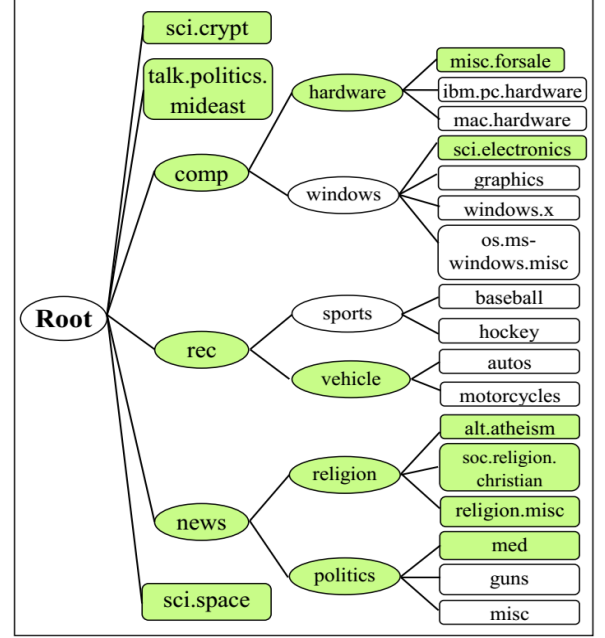 sci.crypt
talk.politics.
mideast
comp
hardware
misc.forsale
ibm.pc.hardware
mac.hardware
windows
sci.electronics
graphics
windows.x
os.ms-
windows.misc
Root
rec
sports
baseball
hockey
vehicle
autos
motorcycles
news
religion
alt.atheism
soc.religion.
christian
religion.misc
politics
med
guns
misc
sci.space